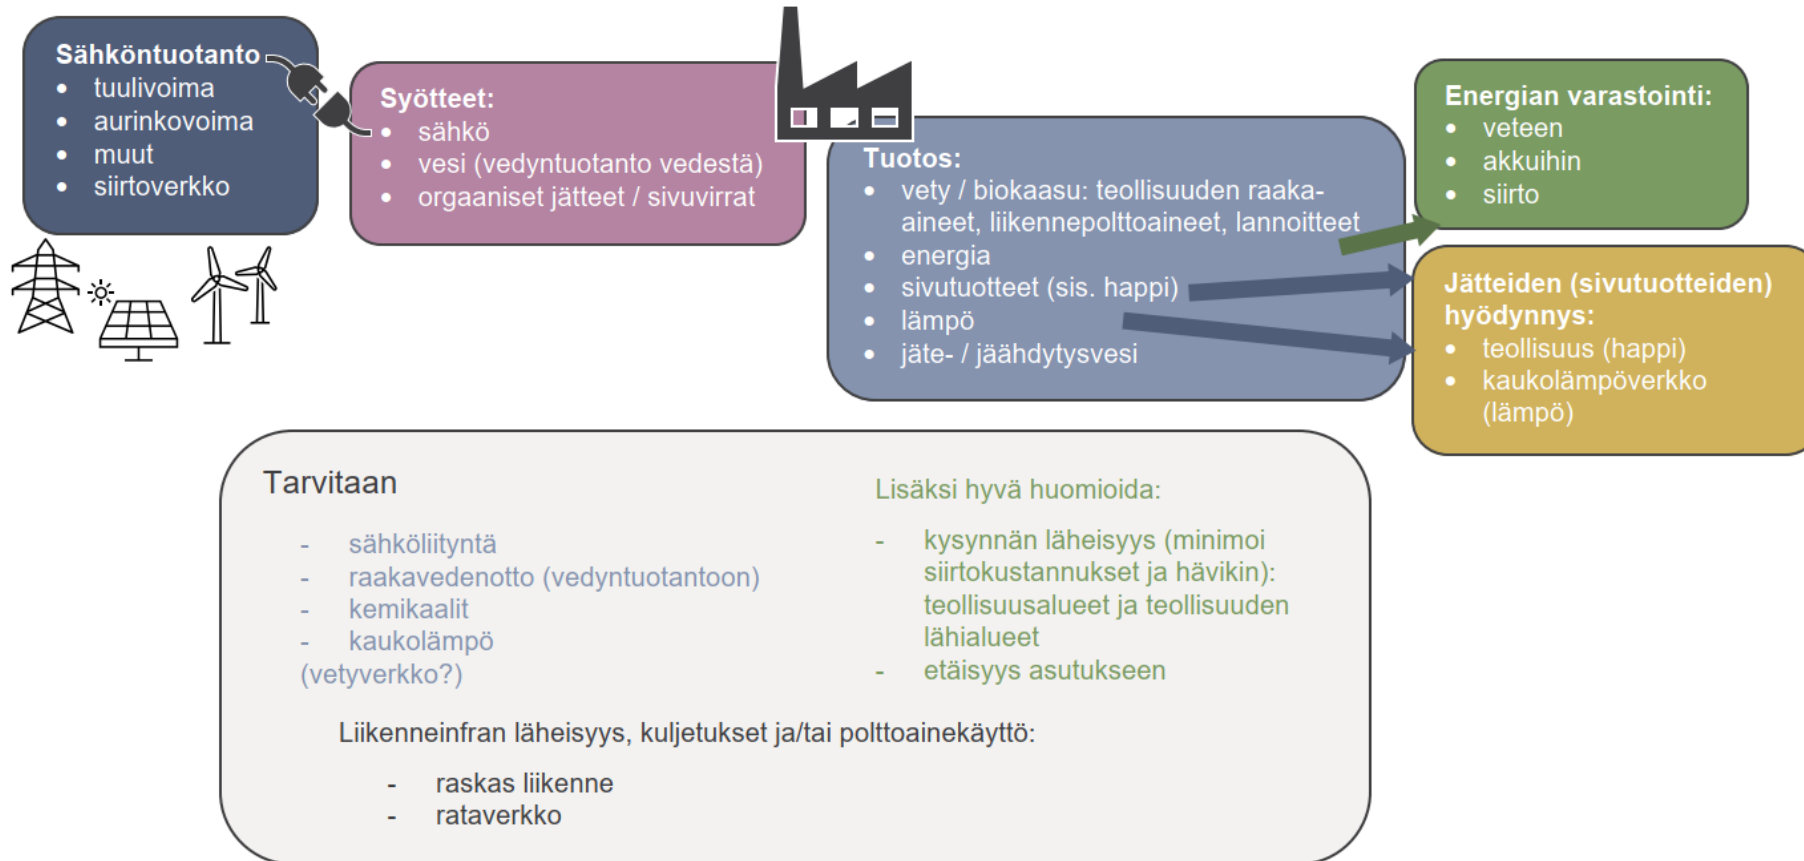 Sähköntuotanto
• tuulivoima
• aurinkovoima
• muut
• siirtoverkko
Syötteet:
• sähkö
• vesi (vedyntuotanto vedestä)
• orgaaniset jätteet / sivuvirrat
Tuotos:
• vety / biokaasu: teollisuuden raaka-
aineet, liikennepolttoaineet, lannoitteet
• energia
• sivutuotteet (sis. happi)
• lämpö
• jäte- / jäähdytysvesi
Energian varastointi:
• veteen
• akkuihin
• siirto
Jätteiden (sivutuotteiden)
hyödynnys:
• teollisuus (happi)
• kaukolämpöverkko
(lämpö)
Tarvitaan
- sähköliityntä
- raakavedenotto (vedyntuotantoon)
- kemikaalit
- kaukolämpö
(vetyverkko?)
Lisäksi hyvä huomioida:
- kysynnän läheisyys (minimoi
siirtokustannukset ja hävikin):
teollisuusalueet ja teollisuuden
lähialueet
- etäisyys asutukseen
Liikenneinfran läheisyys, kuljetukset ja/tai polttoainekäyttö:
- raskas liikenne
- rataverkko